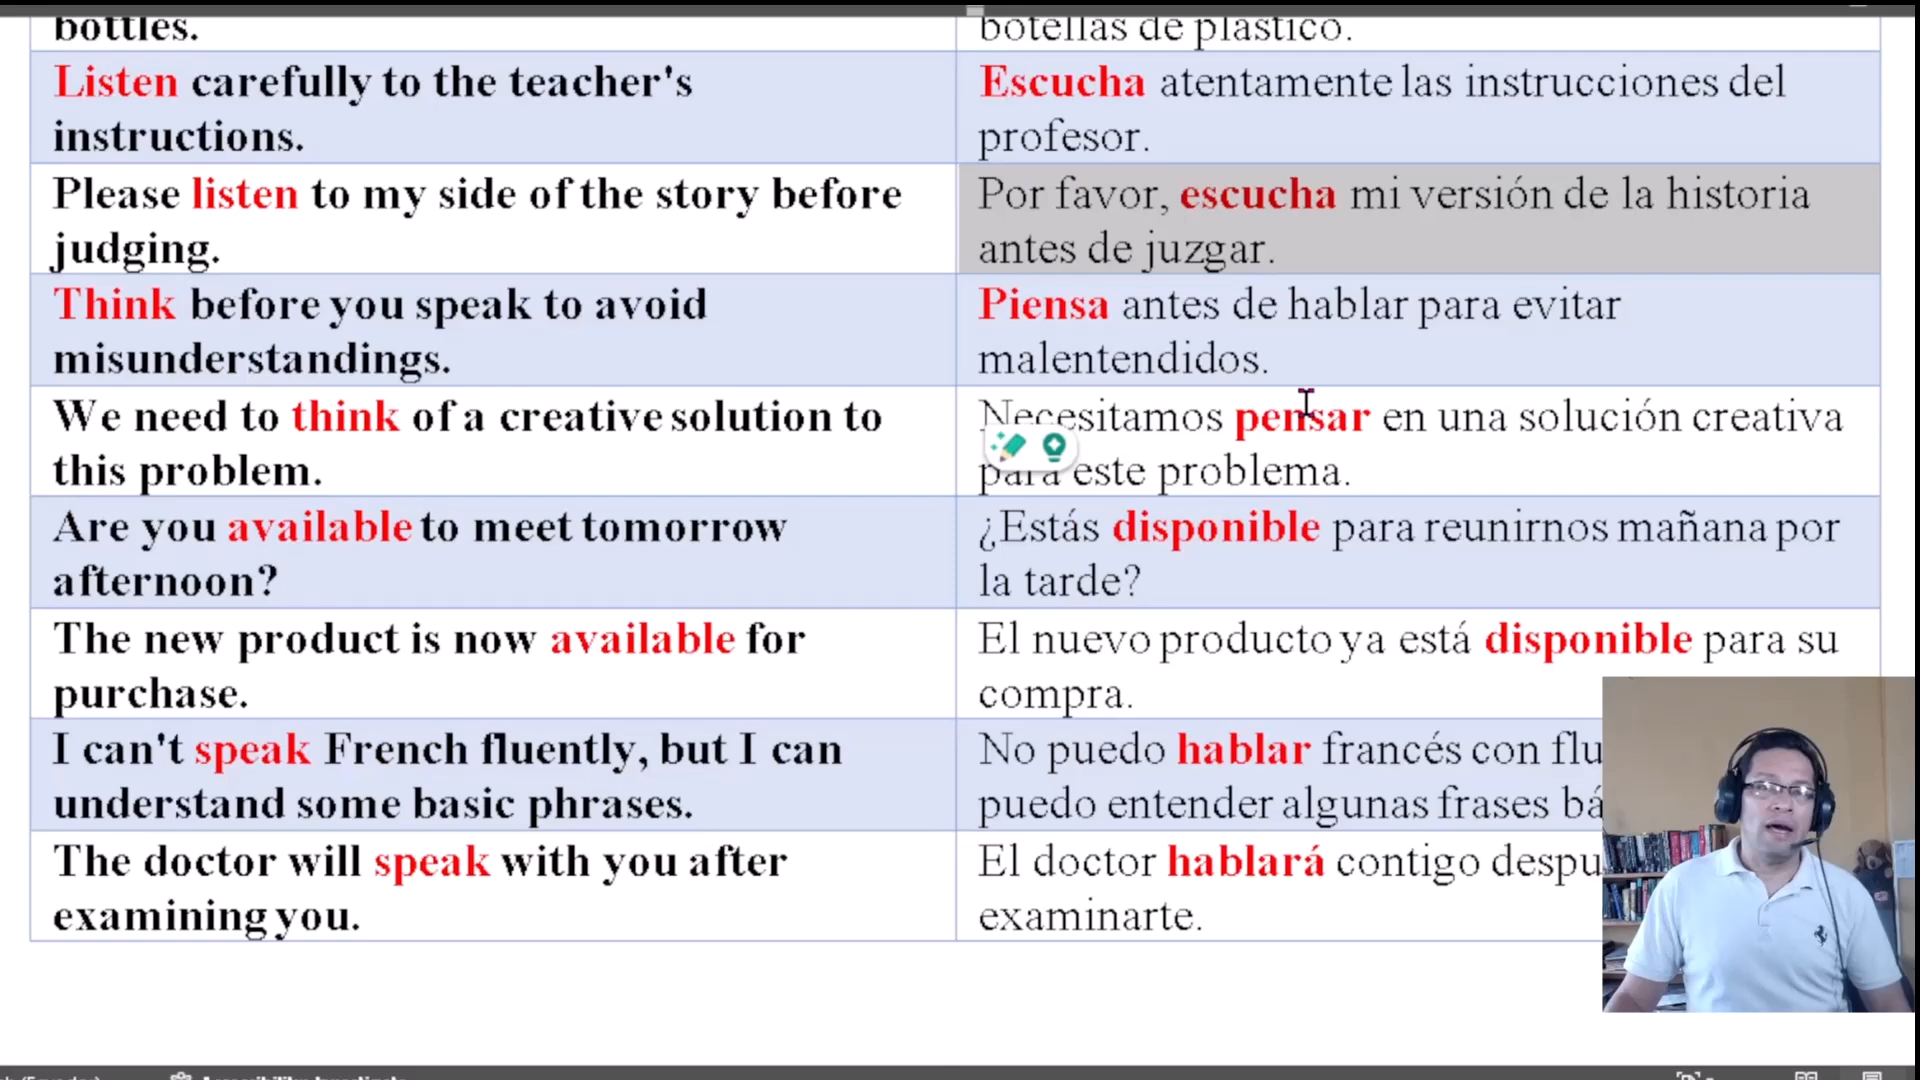 bottles.
botellas de plástico.
Listen carefully to the teacher's
instructions.
Escucha atentamente las instrucciones del
profesor.
Please listen to my side of the story before
judging.
Por favor, escucha mi versión de la historia
antes de juzgar.
Think before you speak to avoid
misunderstandings.
Piensa antes de hablar para evitar
malentendidos.
We need to think of a creative solution to
this problem.
Necesitamos pensar en una solución creativa
para este problema.
Are you available to meet tomorrow
afternoon?
¿Estás disponible para reunirnos mañana por
la tarde?
The new product is now available for
purchase.
El nuevo producto ya está disponible para su
compra.
I can't speak French fluently, but I can
understand some basic phrases.
No puedo hablar francés con flu
puedo entender algunas frases bá
The doctor will speak with you after
examining you.
El doctor hablará contigo despu
examinarte.